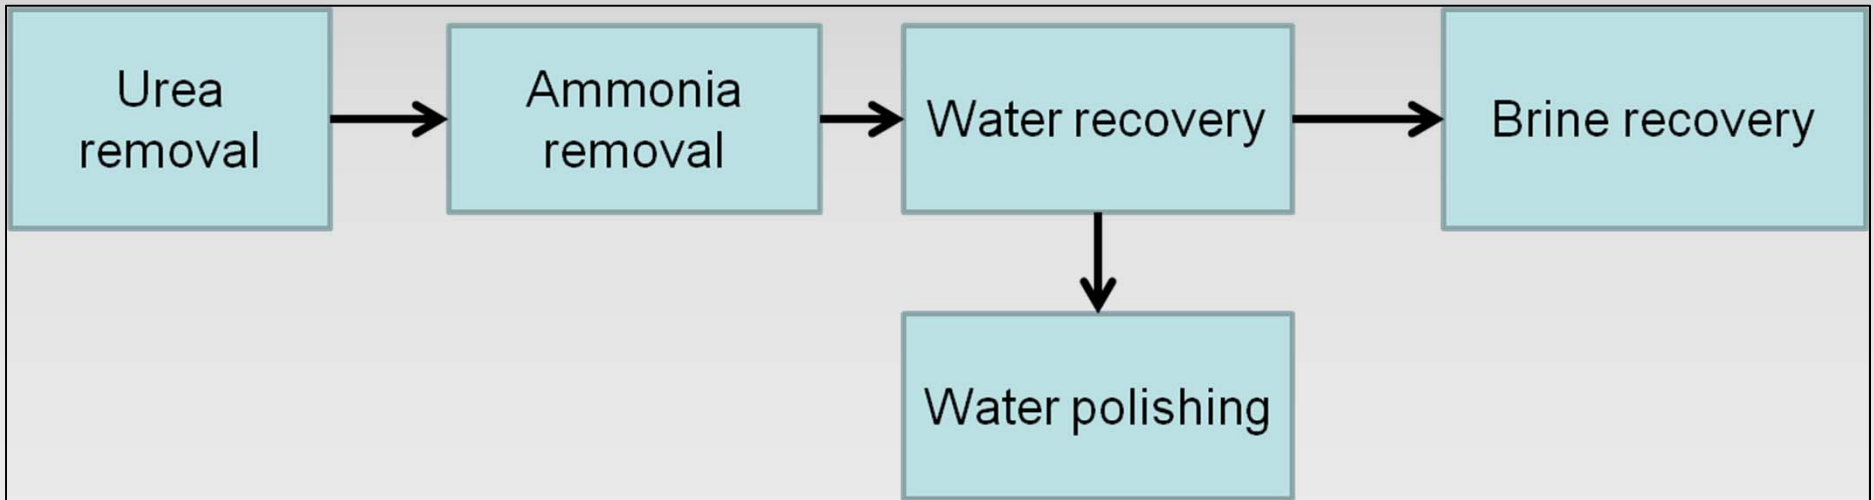 Urea
removal
Ammonia
removal
Water recovery
Brine recovery
Water polishing